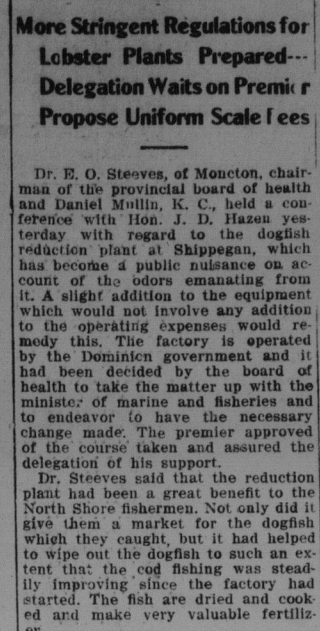 More Stringent Regulations for
Lobster Plants Prepared---
Delegation Waits on Premier
Propose Uniform Scale Fees
Dr. E. O. Steeves, of Moncton, chair-
man of the provincial board of health
and Daniel Mullin, K. C., held a con-
ference with Hon. J. D. Hazen yes-
terday with regard to the dogfish
reduction plant at Shippegan, which
has become a public nuisance on ac-
count of the odors emanating from
it. A slight addition to the equipment
which would not involve any addition
to the operating expenses would re-
medy this. The factory is operated
by the Dominion government and it
had been decided by the board of
health to take the matter up with the
minister of marine and fisheries and
to endeavor to have the necessary
change made. The premier approved
of the course taken and assured the
delegation of his support.
Dr. Steeves said that the reduction
plant had been a great benefit to the
North Shore fishermen. Not only did it
give them a market for the dogfish
which they caught, but it had helped
to wipe out the dogfish to such an ex-
tent that the cod fishing was stead-
ily improving since the factory had
started. The fish are dried and cook-
ed and make very valuable fertiliz-